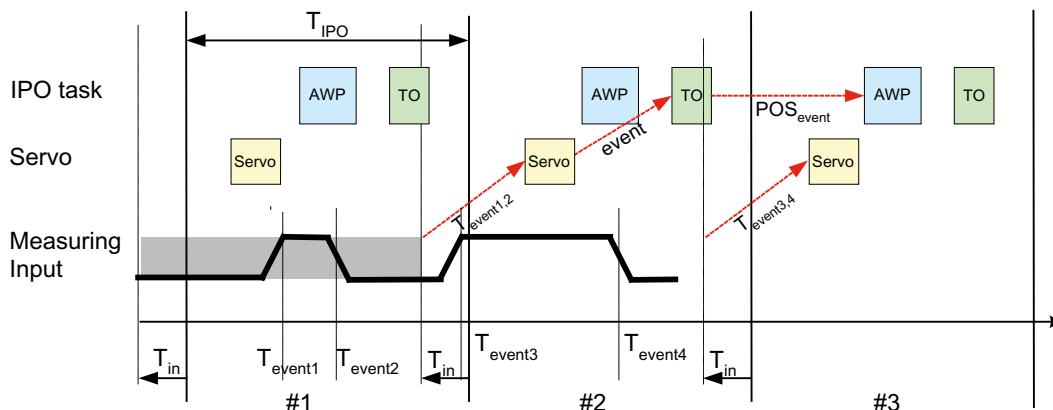 T_IPO
IPO task
AWP
TO
AWP
TO
AWP
TO
POS_event
event
Servo
Servo
Servo
Servo
T_event1,2
T_event3,4
Measuring
Input
T_in
T_event1
T_event2
T_in
T_event3
T_event4
T_in
#1
#2
#3